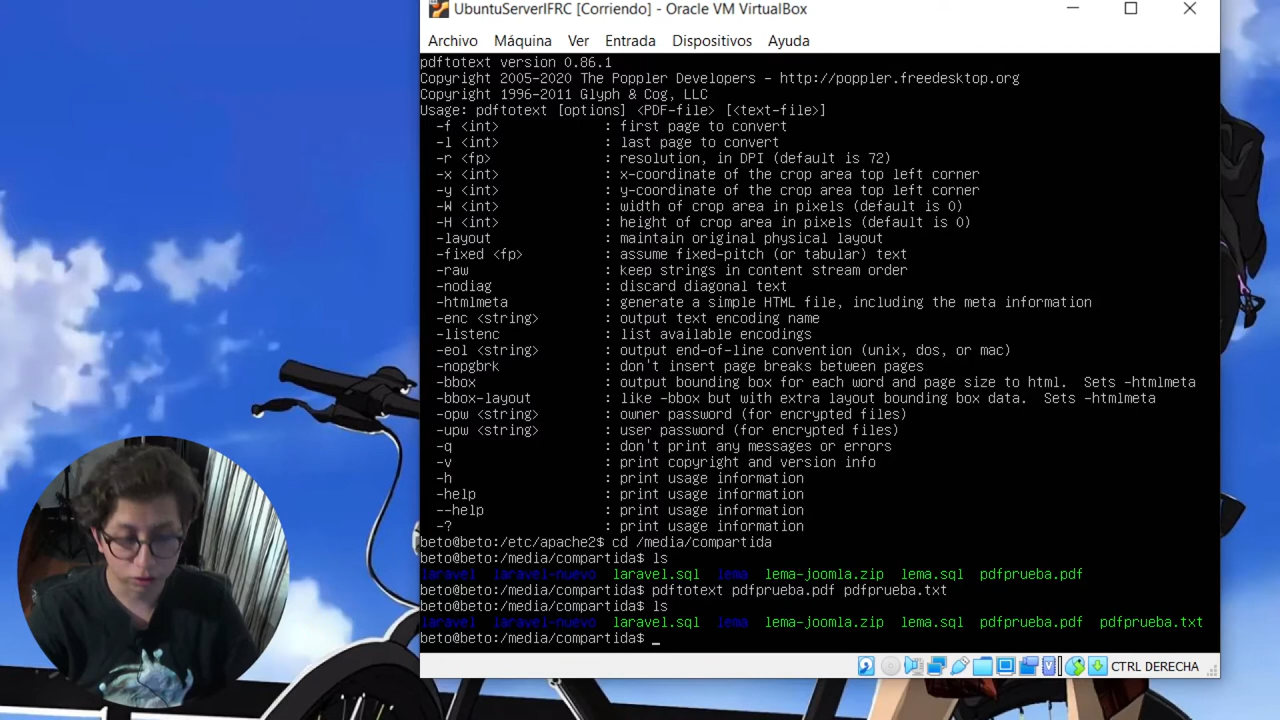 UbuntuServerIFRC [Corriendo] - Oracle VM VirtualBox
Archivo Máquina Ver Entrada Dispositivos Ayuda
pdftotext version 0.86.1
Copyright 2005-2020 The Poppler Developers - http://poppler.freedesktop.org
Copyright 1996-2011 Glyph & Cog, LLC
Usage: pdftotext [options] <PDF-file> [<text-file>]
-f <int> : first page to convert
-l <int> : last page to convert
-r <fp> : resolution, in DPI (default is 72)
-x <int> : x-coordinate of the crop area top left corner
-y <int> : y-coordinate of the crop area top left corner
-W <int> : width of crop area in pixels (default is 0)
-H <int> : height of crop area in pixels (default is 0)
-layout : maintain original physical layout
-fixed <fp> : assume fixed-pitch (or tabular) text
-raw : keep strings in content stream order
-nodiag : discard diagonal text
-htmlmeta : generate a simple HTML file, including the meta information
-enc <string> : output text encoding name
-listenc : list available encodings
-eol <string> : output end-of-line convention (unix, dos, or mac)
-nopgbrk : don't insert page breaks between pages
-bbox : output bounding box for each word and page size to html. Sets -htmlmeta
-bbox-layout : like -bbox but with extra layout bounding box data. Sets -htmlmeta
-opw <string> : owner password (for encrypted files)
-upw <string> : user password (for encrypted files)
-q : don't print any messages or errors
-v : print copyright and version info
-h : print usage information
-help : print usage information
--help : print usage information
-? : print usage information
beto@beto:/etc/apache2$ cd /media/compartida
beto@beto:/media/compartida$ ls
laravel laravel-nuevo laravel.sql lema lema-joomla.zip lema.sql pdfprueba.pdf
beto@beto:/media/compartida$ pdftotext pdfprueba.pdf pdfprueba.txt
beto@beto:/media/compartida$ ls
laravel laravel-nuevo laravel.sql lema lema-joomla.zip lema.sql pdfprueba.pdf pdfprueba.txt
beto@beto:/media/compartida$ _
CTRL DERECHA